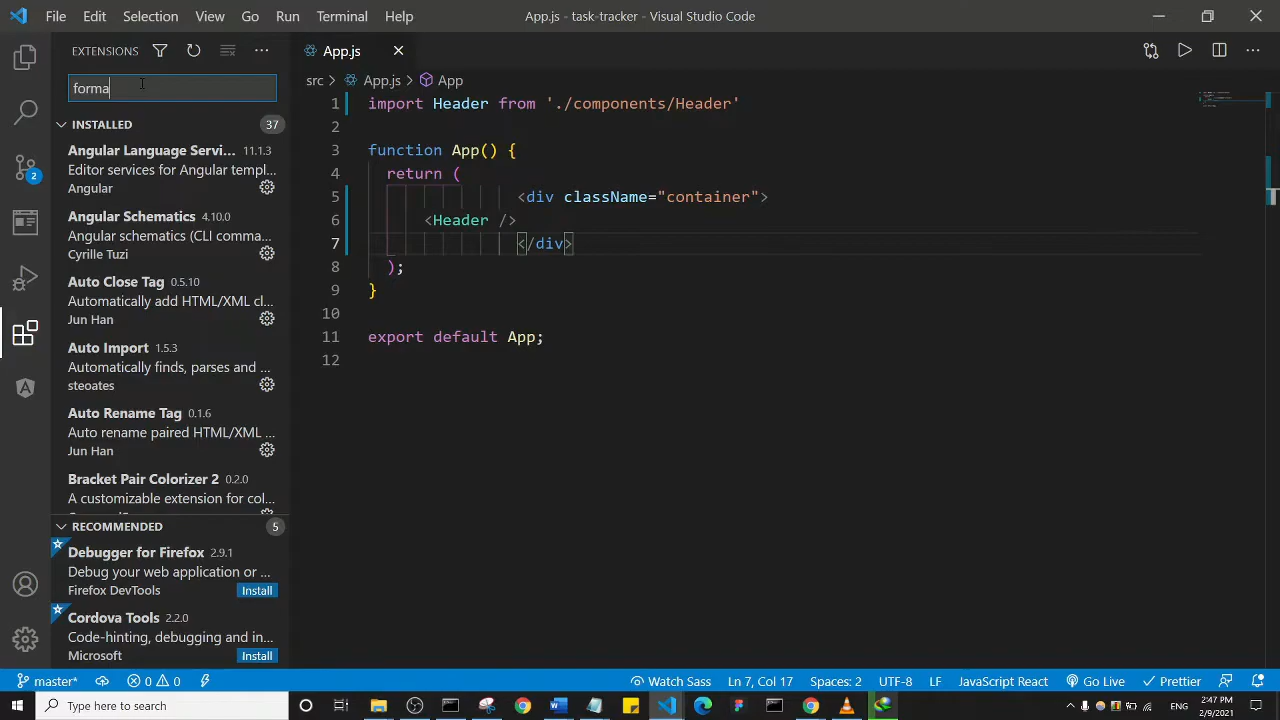 File Edit Selection View Go Run Terminal Help
App.js - task-tracker - Visual Studio Code
EXTENSIONS
forma
INSTALLED 37
Angular Language Servi... 11.1.3
Editor services for Angular templ...
Angular
Angular Schematics 4.10.0
Angular schematics (CLI comma...
Cyrille Tuzi
Auto Close Tag 0.5.10
Automatically add HTML/XML cl...
Jun Han
Auto Import 1.5.3
Automatically finds, parses and ...
steoates
Auto Rename Tag 0.1.6
Auto rename paired HTML/XML ...
Jun Han
Bracket Pair Colorizer 2 0.2.0
A customizable extension for col...
RECOMMENDED 5
Debugger for Firefox 2.9.1
Debug your web application or ...
Firefox DevTools Install
Cordova Tools 2.2.0
Code-hinting, debugging and in...
Microsoft Install
2
App.js
src > App.js > App
1 import Header from './components/Header'
2
3 function App() {
4 return (
5 <div className="container">
6 <Header />
7 </div>
8 );
9 }
10
11 export default App;
12
master* 0 0 Watch Sass Ln 7, Col 17 Spaces: 2 UTF-8 LF JavaScript React Go Live Prettier
Type here to search
ENG
2:47 PM
2/9/2021